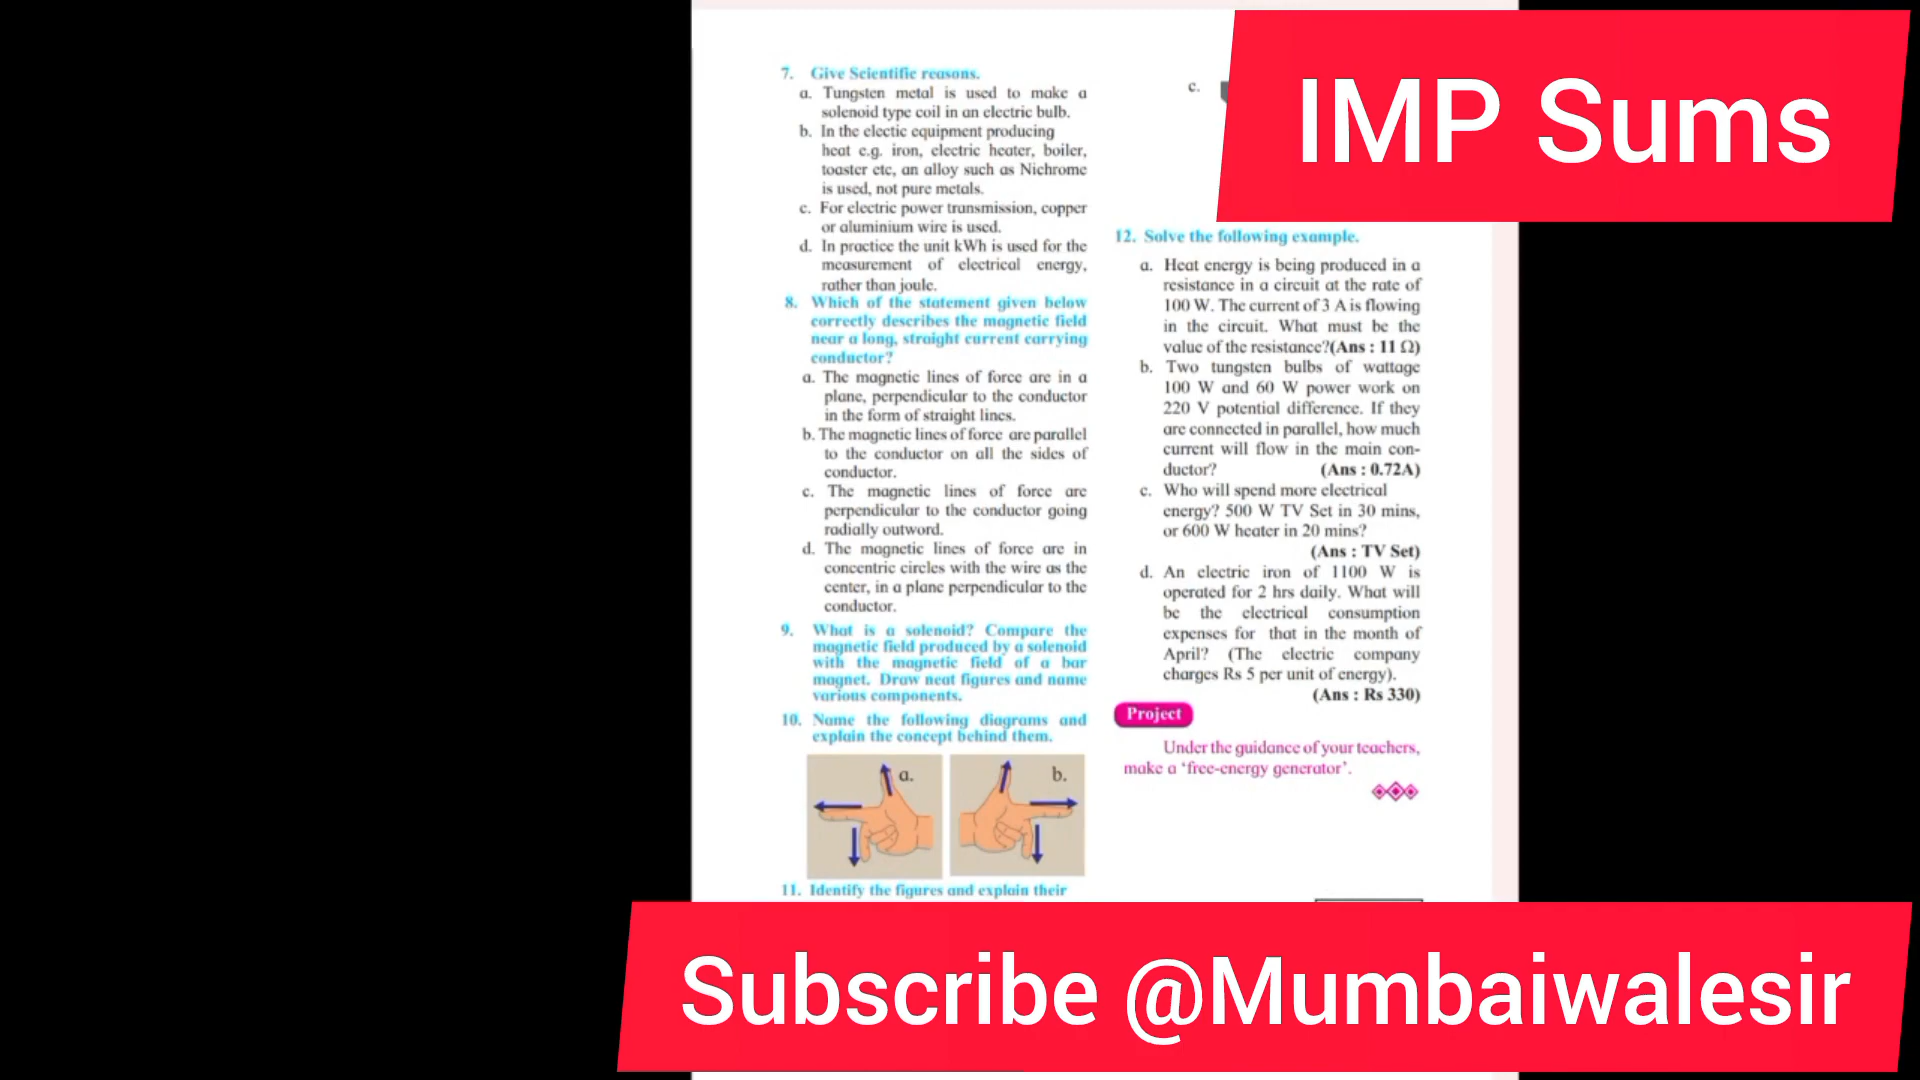 7. Give Scientific reasons.
a. Tungsten metal is used to make a
solenoid type coil in an electric bulb.
b. In the electic equipment producing
heat e.g. iron, electric heater, boiler,
toaster etc, an alloy such as Nichrome
is used, not pure metals.
c. For electric power transmission, copper
or aluminium wire is used.
d. In practice the unit kWh is used for the
measurement of electrical energy,
rather than joule.
8. Which of the statement given below
correctly describes the magnetic field
near a long, straight current carrying
conductor?
a. The magnetic lines of force are in a
plane, perpendicular to the conductor
in the form of straight lines.
b. The magnetic lines of force are parallel
to the conductor on all the sides of
conductor.
c. The magnetic lines of force are
perpendicular to the conductor going
radially outword.
d. The magnetic lines of force are in
concentric circles with the wire as the
center, in a plane perpendicular to the
conductor.
9. What is a solenoid? Compare the
magnetic field produced by a solenoid
with the magnetic field of a bar
magnet. Draw neat figures and name
various components.
10. Name the following diagrams and
explain the concept behind them.
a.
b.
11. Identify the figures and explain their
c.
IMP Sums
12. Solve the following example.
a. Heat energy is being produced in a
resistance in a circuit at the rate of
100 W. The current of 3 A is flowing
in the circuit. What must be the
value of the resistance?(Ans : 11 Ω)
b. Two tungsten bulbs of wattage
100 W and 60 W power work on
220 V potential difference. If they
are connected in parallel, how much
current will flow in the main con-
ductor? (Ans : 0.72A)
c. Who will spend more electrical
energy? 500 W TV Set in 30 mins,
or 600 W heater in 20 mins?
(Ans : TV Set)
d. An electric iron of 1100 W is
operated for 2 hrs daily. What will
be the electrical consumption
expenses for that in the month of
April? (The electric company
charges Rs 5 per unit of energy).
(Ans : Rs 330)
Project
Under the guidance of your teachers,
make a ‘free-energy generator’.
Subscribe @Mumbaiwalesir